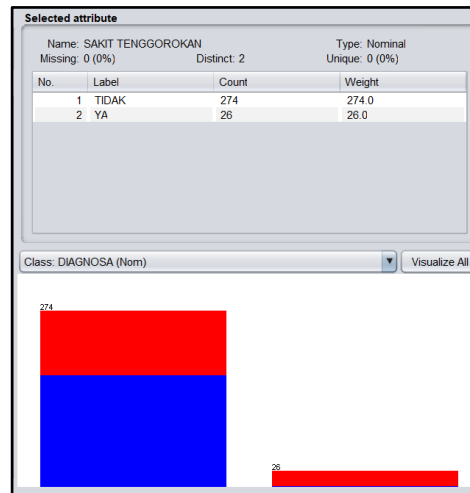 Selected attribute
Name: SAKIT TENGGOROKAN Type: Nominal
Missing: 0 (0%) Distinct: 2 Unique: 0 (0%)
No. Label Count Weight
1 TIDAK 274 274.0
2 YA 26 26.0
Class: DIAGNOSA (Nom) Visualize All
274
26